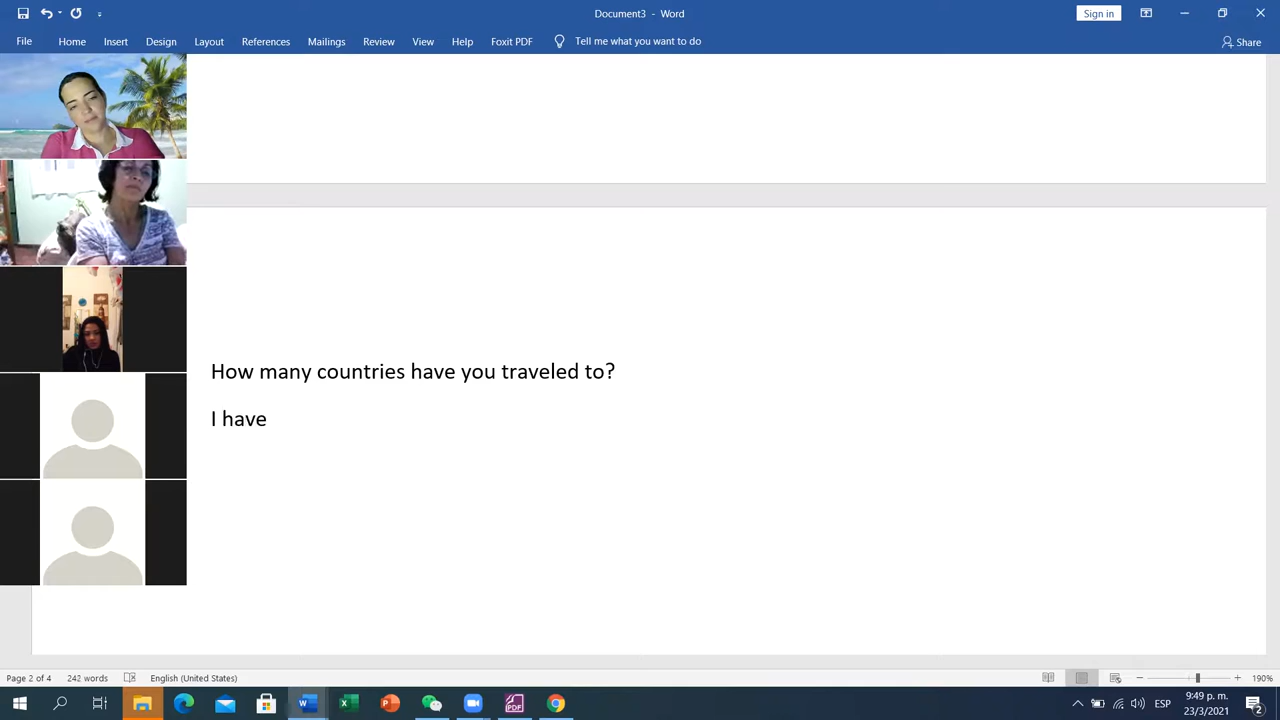 Document3 - Word
Sign in
File Home Insert Design Layout References Mailings Review View Help Foxit PDF Tell me what you want to do Share
How many countries have you traveled to?
I have
Page 2 of 4 242 words English (United States) 190%
ESP
9:49 p. m.
23/3/2021
2